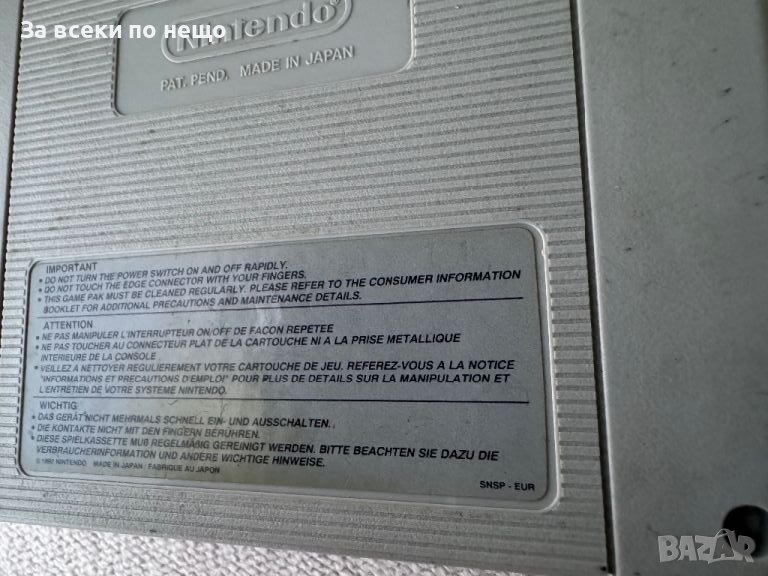 За всеки по нещо
Nintendo
PAT. PEND. MADE IN JAPAN
IMPORTANT
• DO NOT TURN THE POWER SWITCH ON AND OFF RAPIDLY.
• DO NOT TOUCH THE EDGE CONNECTOR WITH YOUR FINGERS.
• THIS GAME PAK MUST BE CLEANED REGULARLY. PLEASE REFER TO THE CONSUMER INFORMATION
BOOKLET FOR ADDITIONAL PRECAUTIONS AND MAINTENANCE DETAILS.
ATTENTION
• NE PAS MANIPULER L'INTERRUPTEUR ON/OFF DE FACON REPETEE
• NE PAS TOUCHER AU CONNECTEUR PLAT DE LA CARTOUCHE NI A LA PRISE METALLIQUE
INTERIEURE DE LA CONSOLE
• VEILLEZ A NETTOYER REGULIEREMENT VOTRE CARTOUCHE DE JEU. REFEREZ-VOUS A LA NOTICE
"INFORMATIONS ET PRECAUTIONS D'EMPLOI" POUR PLUS DE DETAILS SUR LA MANIPULATION ET
L'ENTRETIEN DE VOTRE SYSTEME NINTENDO.
WICHTIG
• DAS GERÄT NICHT MEHRMALS SCHNELL EIN- UND AUSSCHALTEN.
• DIE KONTAKTE NICHT MIT DEN FINGERN BERÜHREN.
• DIESE SPIELKASSETTE MUß REGELMÄßIG GEREINIGT WERDEN. BITTE BEACHTEN SIE DAZU DIE
VERBRAUCHERINFORMATION UND ANDERE WICHTIGE HINWEISE.
© 1992 NINTENDO MADE IN JAPAN / FABRIQUE AU JAPON
SNSP - EUR
BAZAR